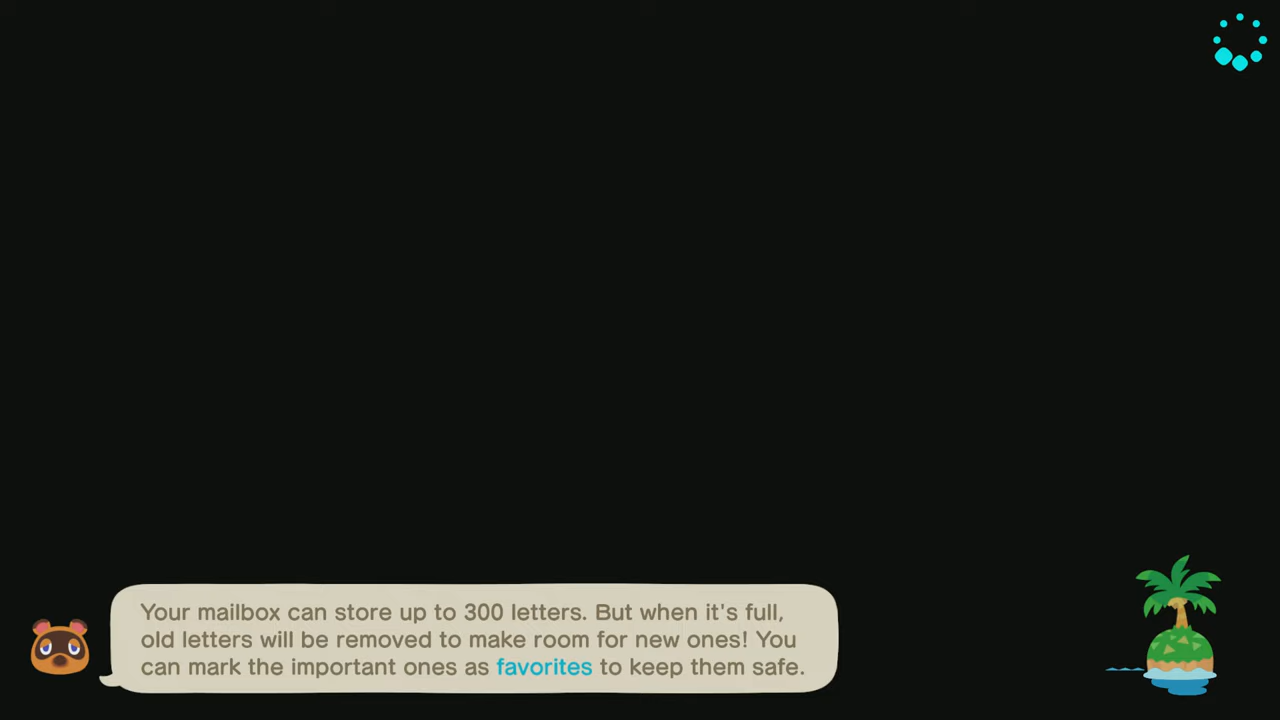 Your mailbox can store up to 300 letters. But when it's full,
old letters will be removed to make room for new ones! You
can mark the important ones as favorites to keep them safe.